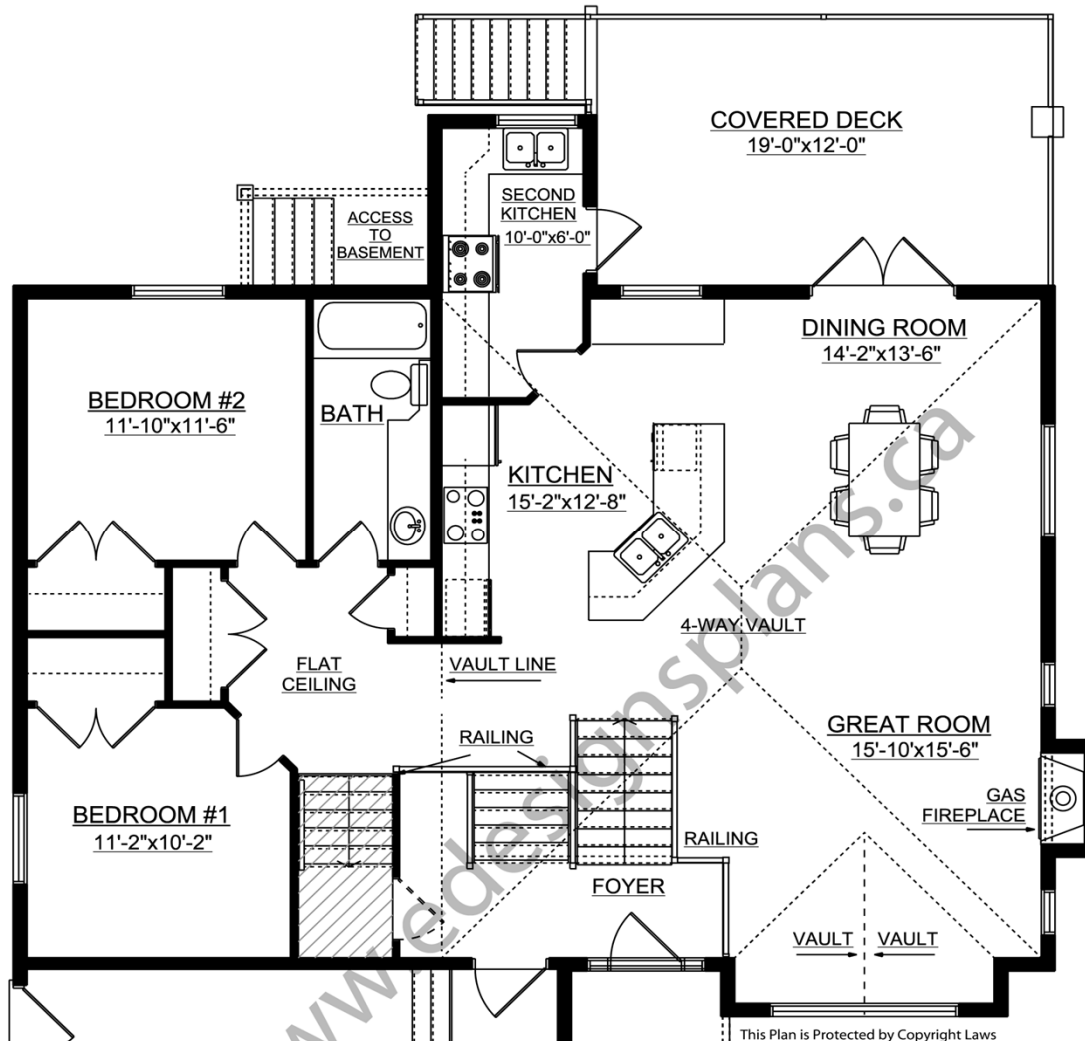 COVERED DECK
19'-0"x12'-0"
SECOND
KITCHEN
10'-0"x6'-0"
ACCESS
TO
BASEMENT
DINING ROOM
14'-2"x13'-6"
BEDROOM #2
11'-10"x11'-6"
BATH
KITCHEN
15'-2"x12'-8"
4-WAY VAULT
FLAT
CEILING
VAULT LINE
GREAT ROOM
15'-10'x15'-6"
RAILING
GAS
FIREPLACE
BEDROOM #1
11'-2"x10'-2"
RAILING
FOYER
VAULT
VAULT
www.edesignsplans.ca
This Plan is Protected by Copyright Laws